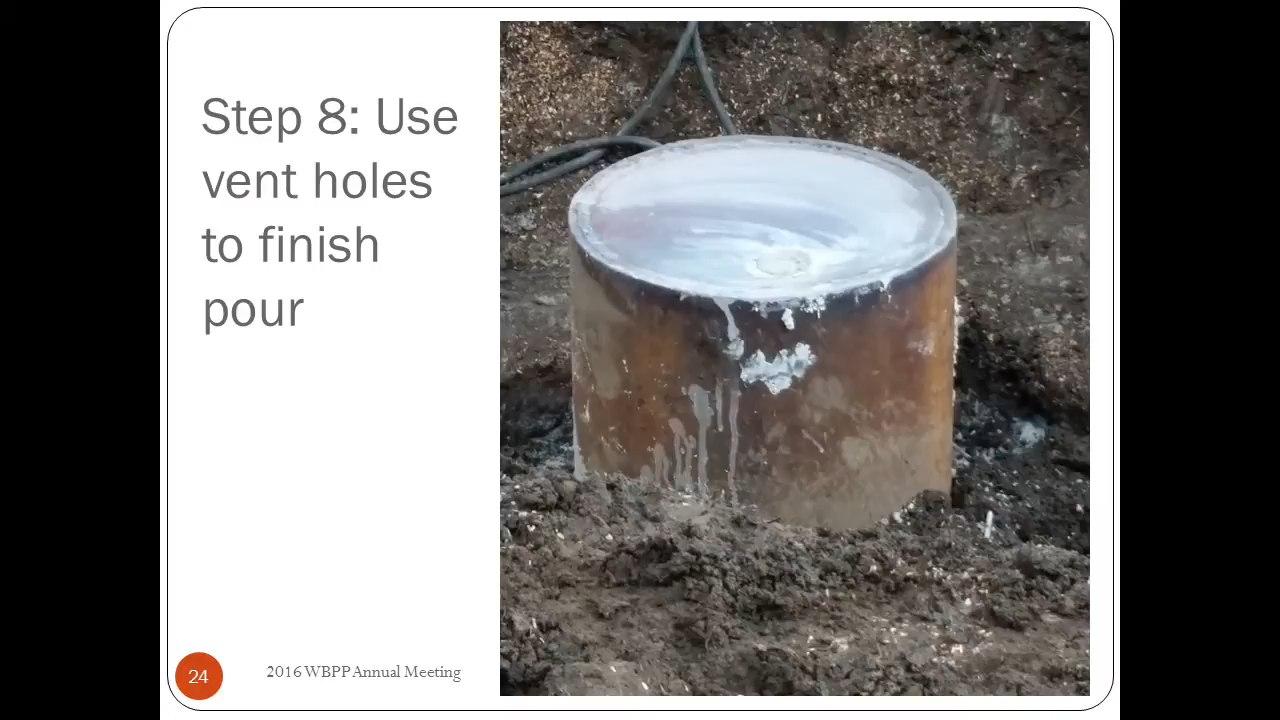 Step 8: Use
vent holes
to finish
pour
24
2016 WBPP Annual Meeting